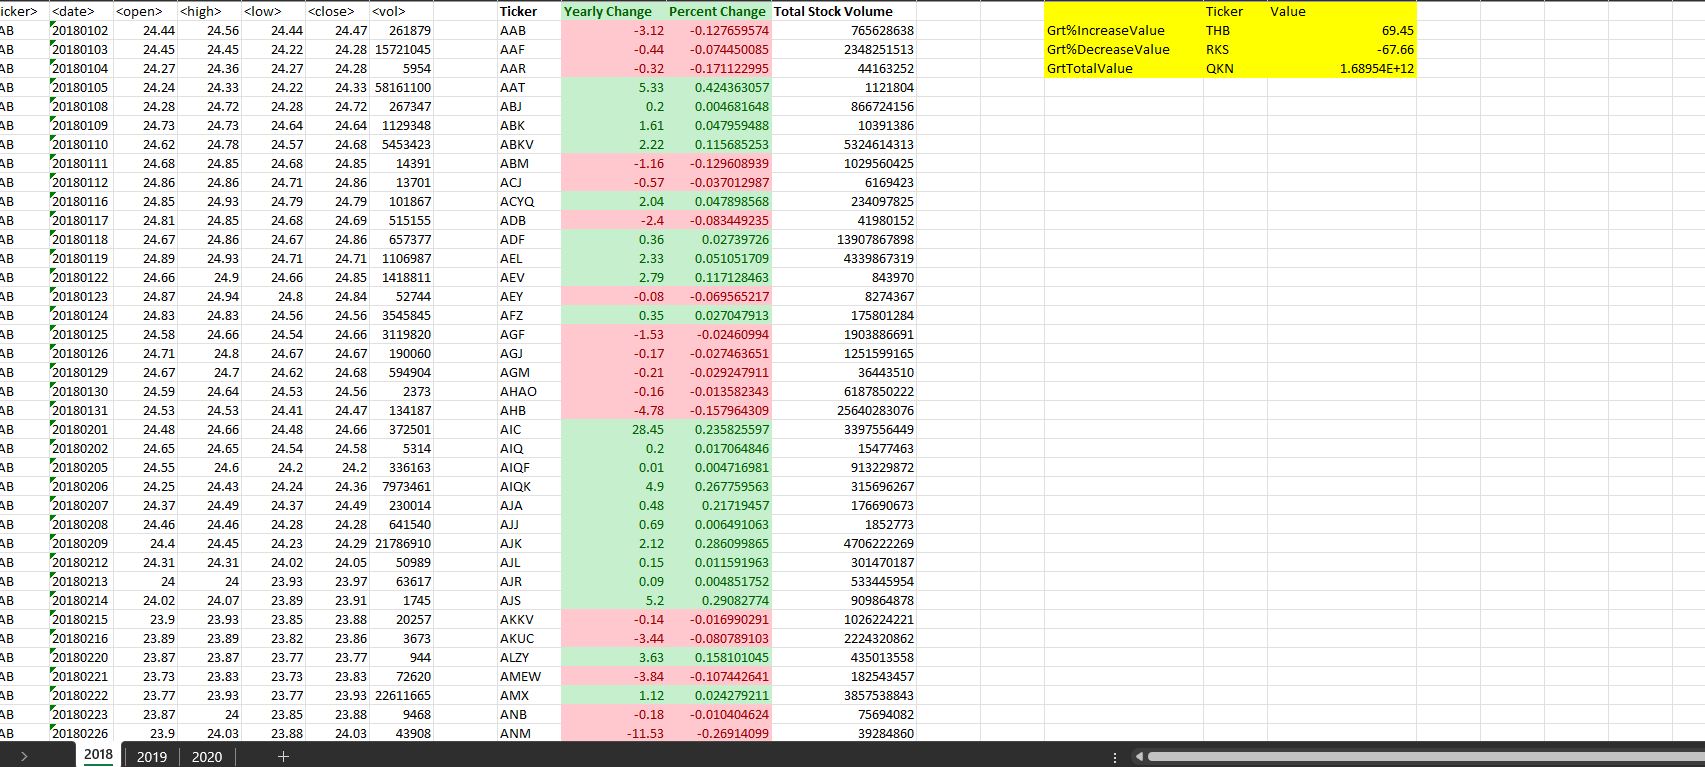 icker> <date> <open> <high> <low> <close> <vol> Ticker Yearly Change Percent Change Total Stock Volume Ticker Value
AB 20180102 24.44 24.56 24.44 24.47 261879 AAB -3.12 -0.127659574 765628638 Grt%IncreaseValue THB 69.45
AB 20180103 24.45 24.45 24.22 24.28 15721045 AAF -0.44 -0.074450085 2348251513 Grt%DecreaseValue RKS -67.66
AB 20180104 24.27 24.36 24.27 24.28 5954 AAR -0.32 -0.171122995 44163252 GrtTotalValue QKN 1.68954E+12
AB 20180105 24.24 24.33 24.22 24.33 58161100 AAT 5.33 0.424363057 1121804
AB 20180108 24.28 24.72 24.28 24.72 267347 ABJ 0.2 0.004681648 866724156
AB 20180109 24.73 24.73 24.64 24.64 1129348 ABK 1.61 0.047959488 10391386
AB 20180110 24.62 24.78 24.57 24.68 5453423 ABKV 2.22 0.115685253 5324614313
AB 20180111 24.68 24.85 24.68 24.85 14391 ABM -1.16 -0.129608939 1029560425
AB 20180112 24.86 24.86 24.71 24.86 13701 ACJ -0.57 -0.037012987 6169423
AB 20180116 24.85 24.93 24.79 24.79 101867 ACYQ 2.04 0.047898568 234097825
AB 20180117 24.81 24.85 24.68 24.69 515155 ADB -2.4 -0.083449235 41980152
AB 20180118 24.67 24.86 24.67 24.86 657377 ADF 0.36 0.02739726 13907867898
AB 20180119 24.89 24.93 24.71 24.71 1106987 AEL 2.33 0.051051709 4339867319
AB 20180122 24.66 24.9 24.66 24.85 1418811 AEV 2.79 0.117128463 843970
AB 20180123 24.87 24.94 24.8 24.84 52744 AEY -0.08 -0.069565217 8274367
AB 20180124 24.83 24.83 24.56 24.56 3545845 AFZ 0.35 0.027047913 175801284
AB 20180125 24.58 24.66 24.54 24.66 3119820 AGF -1.53 -0.02460994 1903886691
AB 20180126 24.71 24.8 24.67 24.67 190060 AGJ -0.17 -0.027463651 1251599165
AB 20180129 24.67 24.7 24.62 24.68 594904 AGM -0.21 -0.029247911 36443510
AB 20180130 24.59 24.64 24.53 24.56 2373 AHAO -0.16 -0.013582343 6187850222
AB 20180131 24.53 24.53 24.41 24.47 134187 AHB -4.78 -0.157964309 25640283076
AB 20180201 24.48 24.66 24.48 24.66 372501 AIC 28.45 0.235825597 3397556449
AB 20180202 24.65 24.65 24.54 24.58 5314 AIQ 0.2 0.017064846 15477463
AB 20180205 24.55 24.6 24.2 24.2 336163 AIQF 0.01 0.004716981 913229872
AB 20180206 24.25 24.43 24.24 24.36 7973461 AIQK 4.9 0.267759563 315696267
AB 20180207 24.37 24.49 24.37 24.49 230014 AJA 0.48 0.21719457 176690673
AB 20180208 24.46 24.46 24.28 24.28 641540 AJJ 0.69 0.006491063 1852773
AB 20180209 24.4 24.45 24.23 24.29 21786910 AJK 2.12 0.286099865 4706222269
AB 20180212 24.31 24.31 24.02 24.05 50989 AJL 0.15 0.011591963 301470187
AB 20180213 24 24 23.93 23.97 63617 AJR 0.09 0.004851752 533445954
AB 20180214 24.02 24.07 23.89 23.91 1745 AJS 5.2 0.29082774 909864878
AB 20180215 23.9 23.93 23.85 23.88 20257 AKKV -0.14 -0.016990291 1026224221
AB 20180216 23.89 23.89 23.82 23.86 3673 AKUC -3.44 -0.080789103 2224320862
AB 20180220 23.87 23.87 23.77 23.77 944 ALZY 3.63 0.158101045 435013558
AB 20180221 23.73 23.83 23.73 23.83 72620 AMEW -3.84 -0.107442641 182543457
AB 20180222 23.77 23.93 23.77 23.93 22611665 AMX 1.12 0.024279211 3857538843
AB 20180223 23.87 24 23.85 23.88 9468 ANB -0.18 -0.010404624 75694082
AB 20180226 23.9 24.03 23.88 24.03 43908 ANM -11.53 -0.26914099 39284860
2018 2019 2020